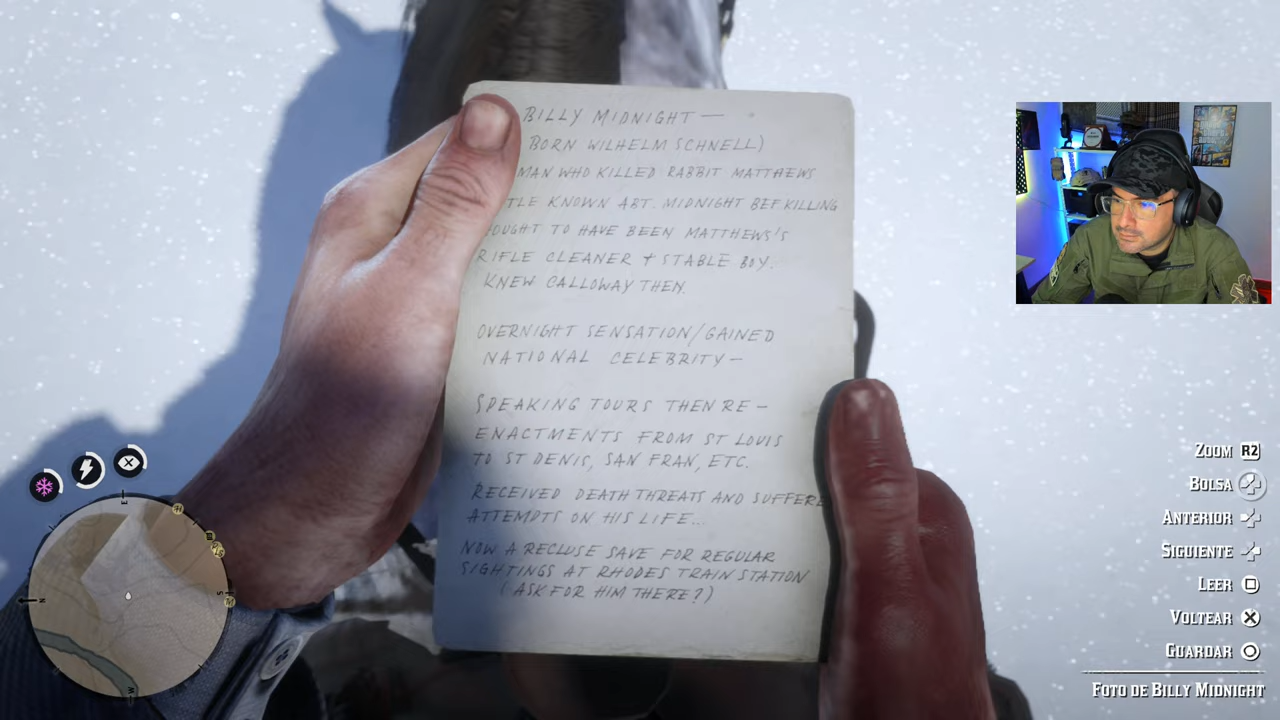 BILLY MIDNIGHT —
BORN WILHELM SCHNELL)
MAN WHO KILLED RABBIT MATTHEWS
TLE KNOWN ABT. MIDNIGHT BEF. KILLING
OUGHT TO HAVE BEEN MATTHEWS'S
RIFLE CLEANER + STABLE BOY.
KNEW CALLOWAY THEN.
OVERNIGHT SENSATION/GAINED
NATIONAL CELEBRITY —
SPEAKING TOURS THEN RE-
ENACTMENTS FROM ST LOUIS
TO ST DENIS, SAN FRAN, ETC.
RECEIVED DEATH THREATS AND SUFFERE
ATTEMPTS ON HIS LIFE...
NOW A RECLUSE SAVE FOR REGULAR
SIGHTINGS AT RHODES TRAIN STATION
(ASK FOR HIM THERE?)
ZOOM R2
BOLSA
ANTERIOR
SIGUIENTE
LEER
VOLTEAR
GUARDAR
FOTO DE BILLY MIDNIGHT